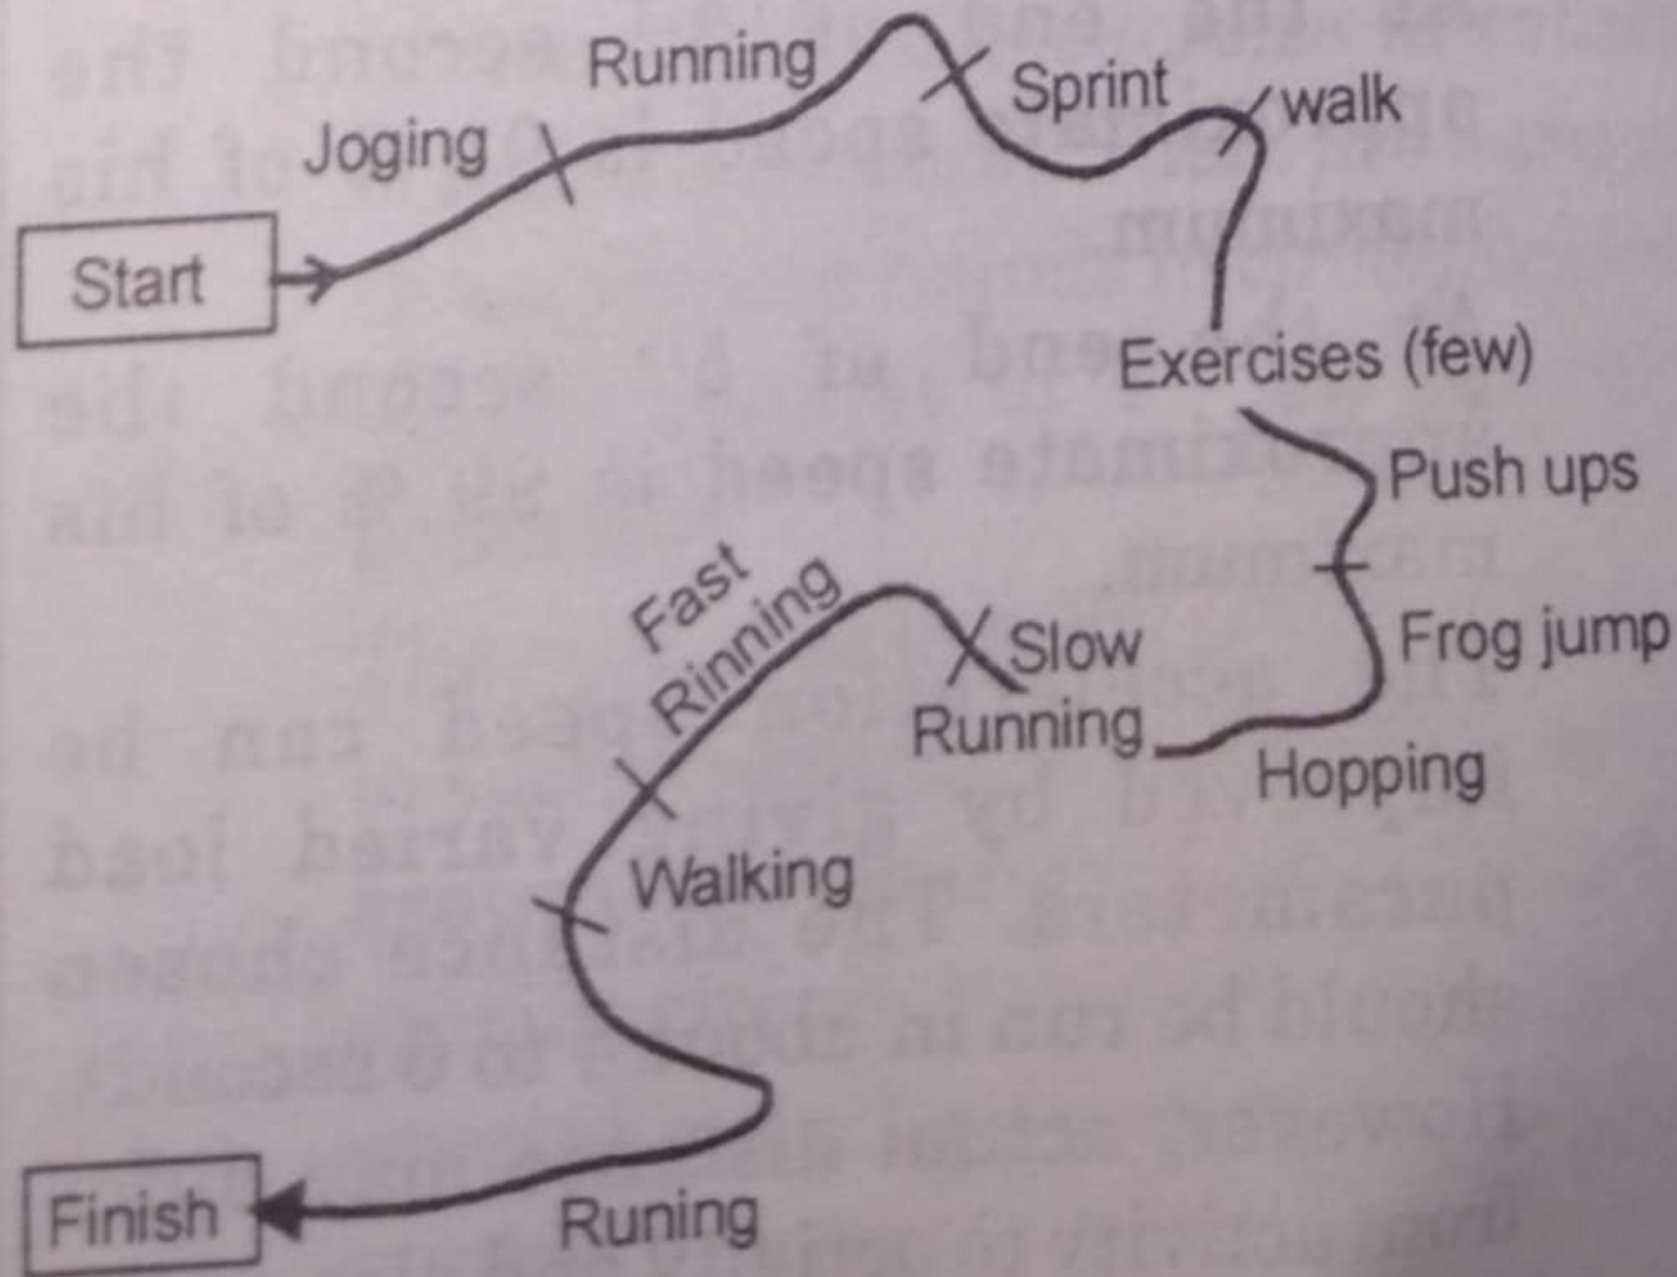 Running
Sprint
walk
Joging
Start
Exercises (few)
Push ups
Frog jump
Hopping
Slow
Running
Fast
Rinning
Walking
Runing
Finish